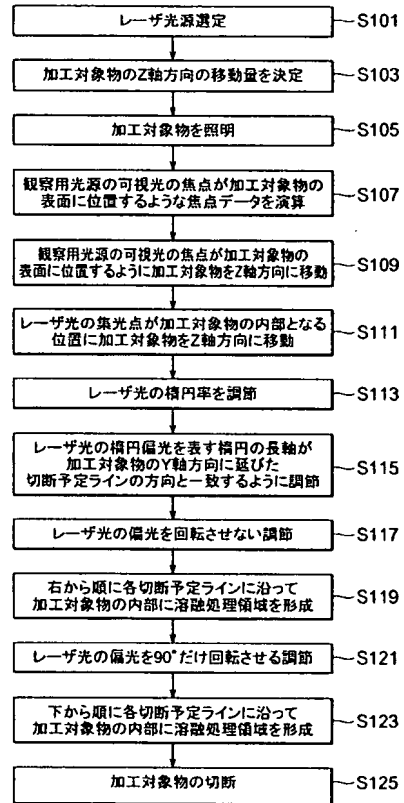 レーザ光源選定
S101
加工対象物のZ軸方向の移動量を決定
S103
加工対象物を照明
S105
観察用光源の可視光の焦点が加工対象物の
表面に位置するような焦点データを演算
S107
観察用光源の可視光の焦点が加工対象物の
表面に位置するように加工対象物をZ軸方向に移動
S109
レーザ光の集光点が加工対象物の内部となる
位置に加工対象物をZ軸方向に移動
S111
レーザ光の楕円率を調節
S113
レーザ光の楕円偏光を表す楕円の長軸が
加工対象物のY軸方向に延びた
切断予定ラインの方向と一致するように調節
S115
レーザ光の偏光を回転させない調節
S117
右から順に各切断予定ラインに沿って
加工対象物の内部に溶融処理領域を形成
S119
レーザ光の偏光を90°だけ回転させる調節
S121
下から順に各切断予定ラインに沿って
加工対象物の内部に溶融処理領域を形成
S123
加工対象物の切断
S125